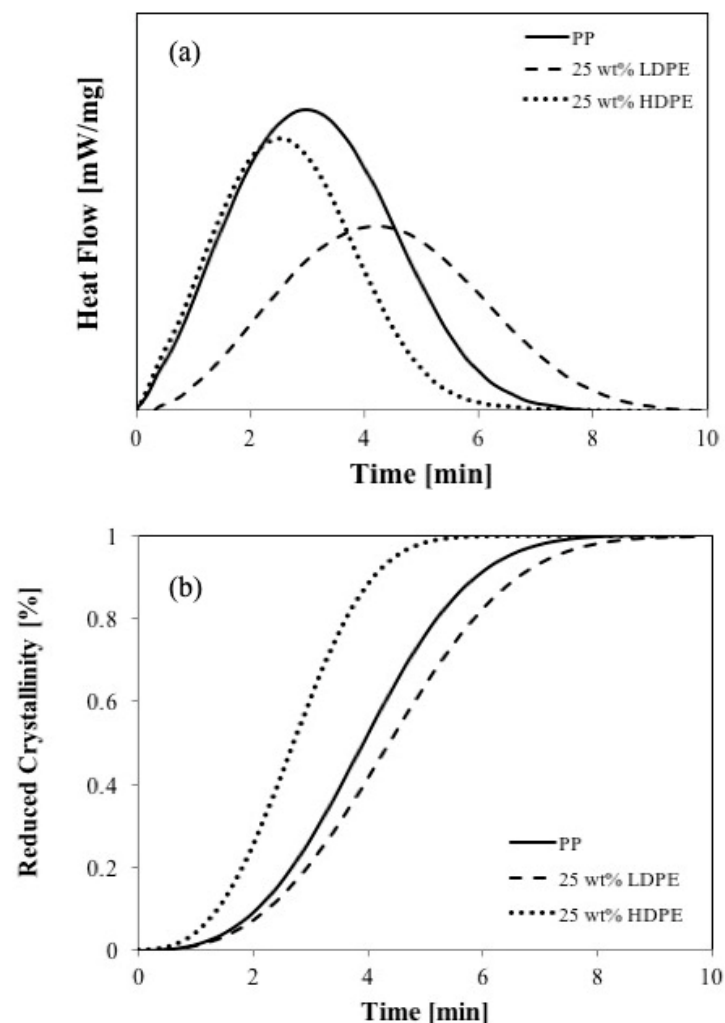 (a)
PP
25 wt% LDPE
25 wt% HDPE
Heat Flow [mW/mg]
0 2 4 6 8 10
Time [min]
(b)
1
0.8
0.6
0.4
0.2
0
Reduced Crystallinity [%]
PP
25 wt% LDPE
25 wt% HDPE
0 2 4 6 8 10
Time [min]